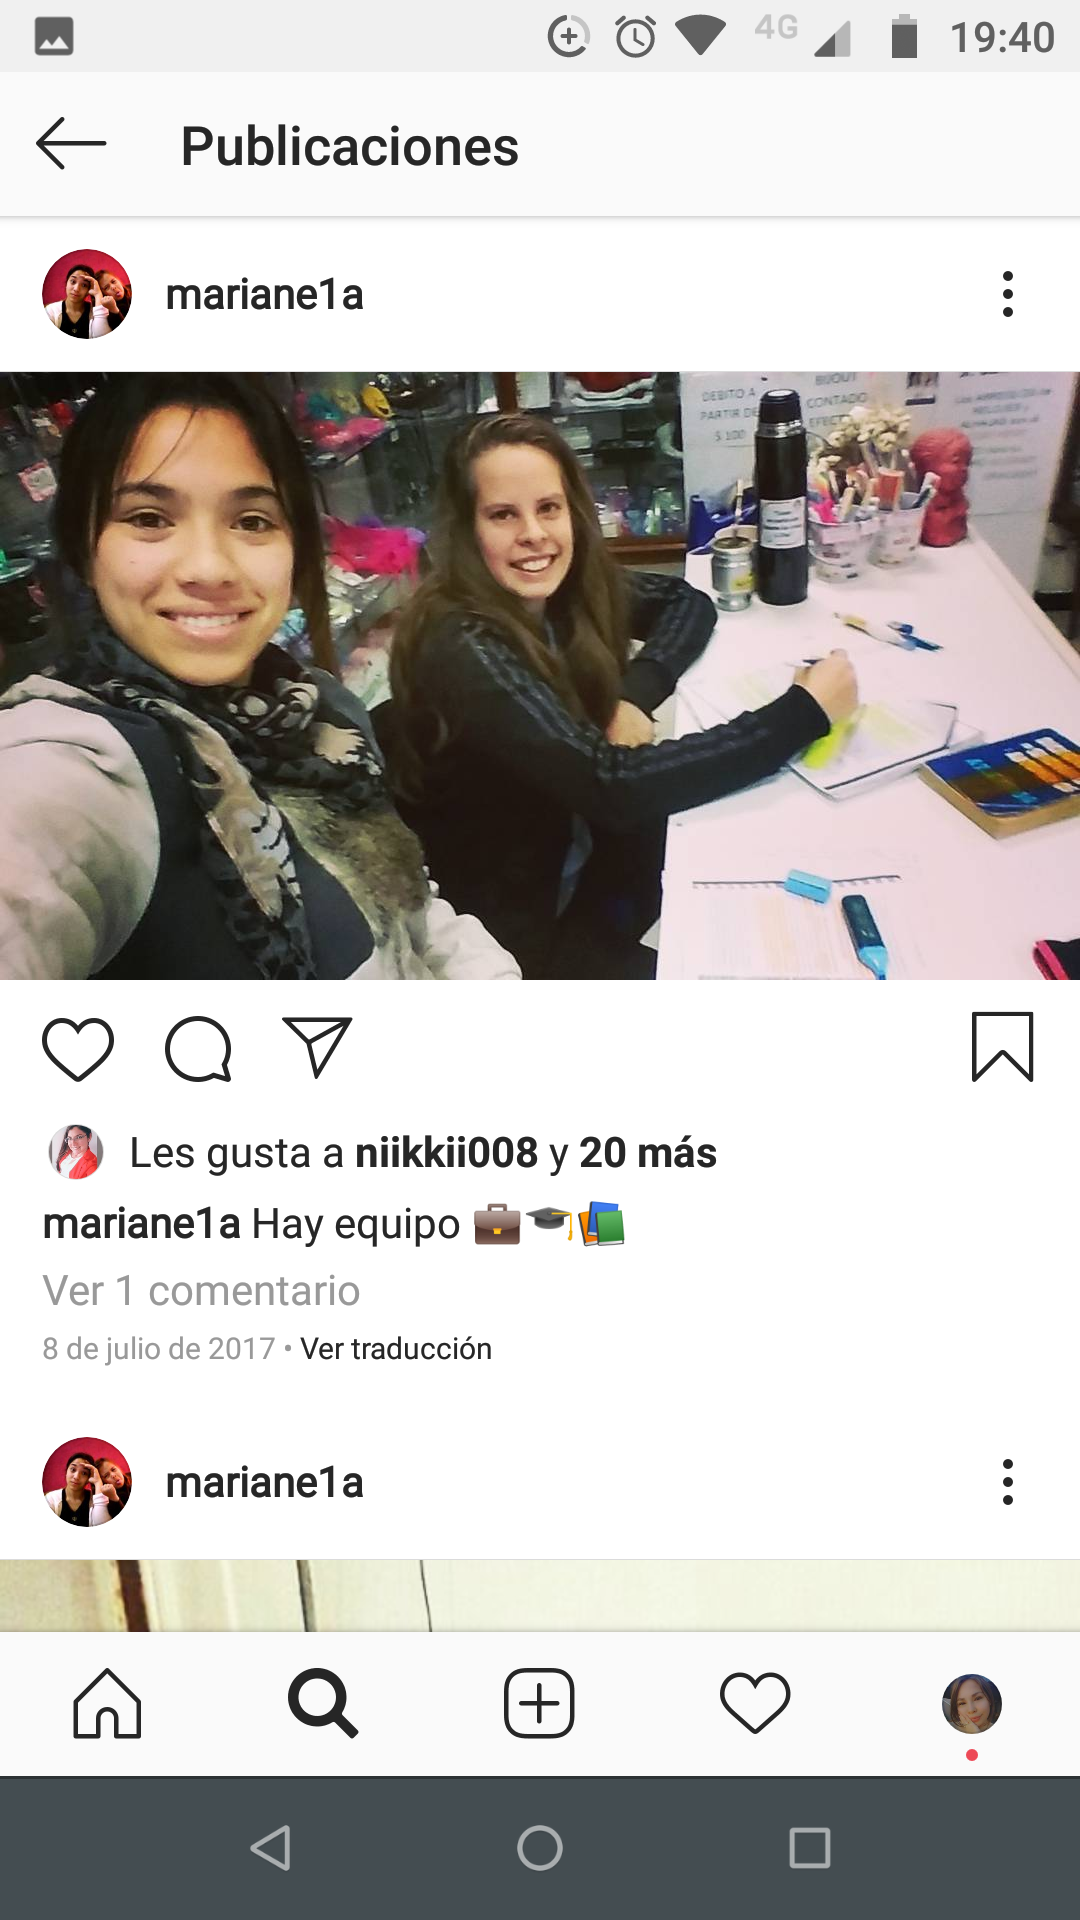 4G 19:40
Publicaciones
mariane1a
DEBITO A
PARTIR DE
$ 100
BIJOUT
CONTADO
EFECT
Les gusta a niikkii008 y 20 más
mariane1a Hay equipo 💼🎓📚
Ver 1 comentario
8 de julio de 2017 • Ver traducción
mariane1a